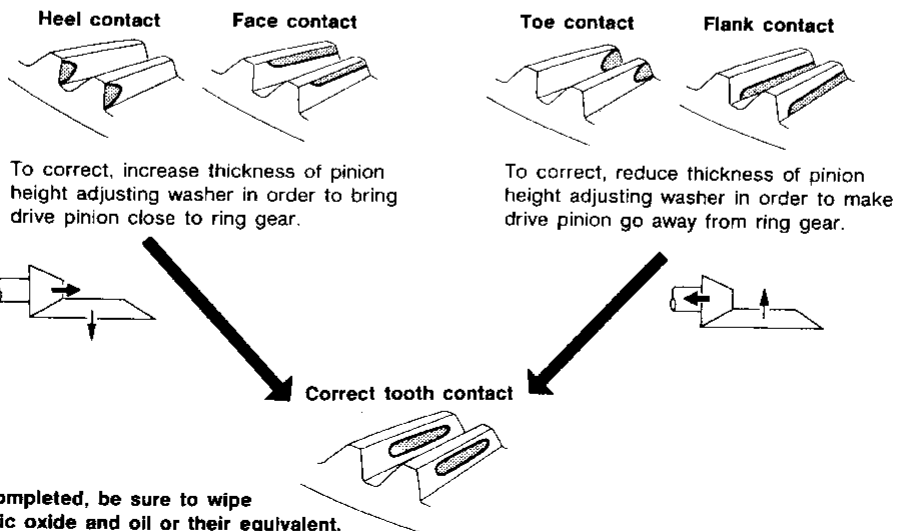 Heel contact
Face contact
Toe contact
Flank contact
To correct, increase thickness of pinion
height adjusting washer in order to bring
drive pinion close to ring gear.
To correct, reduce thickness of pinion
height adjusting washer in order to make
drive pinion go away from ring gear.
Correct tooth contact
ompleted, be sure to wipe
ic oxide and oil or their equivalent.